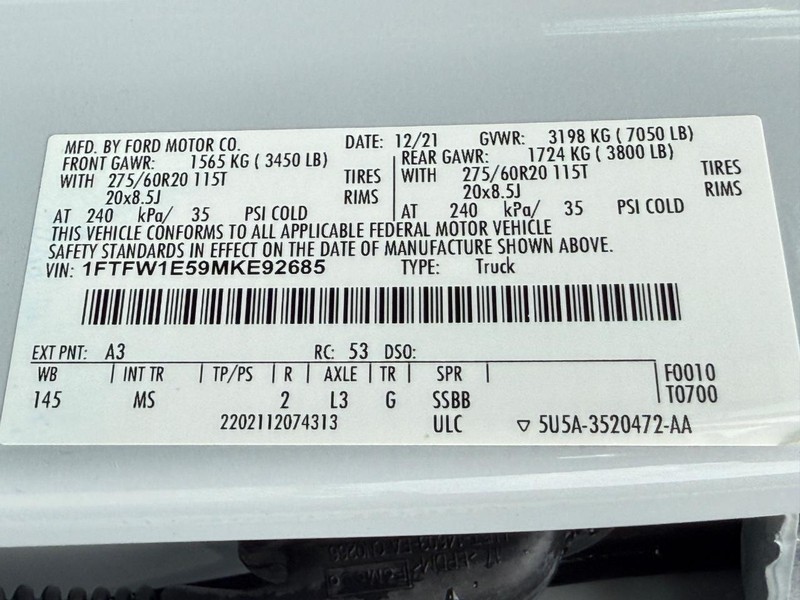 MFD. BY FORD MOTOR CO. DATE: 12/21 GVWR: 3198 KG ( 7050 LB)
FRONT GAWR: 1565 KG ( 3450 LB) REAR GAWR: 1724 KG ( 3800 LB)
WITH 275/60R20 115T TIRES WITH 275/60R20 115T TIRES
20x8.5J RIMS 20x8.5J RIMS
AT 240 kPa/ 35 PSI COLD AT 240 kPa/ 35 PSI COLD
THIS VEHICLE CONFORMS TO ALL APPLICABLE FEDERAL MOTOR VEHICLE
SAFETY STANDARDS IN EFFECT ON THE DATE OF MANUFACTURE SHOWN ABOVE.
VIN: 1FTFW1E59MKE92685 TYPE: Truck
EXT PNT: A3 RC: 53 DSO:
WB INT TR TP/PS R AXLE TR SPR F0010
145 MS 2 L3 G SSBB T0700
2202112074313 ULC ▽ 5U5A-3520472-AA